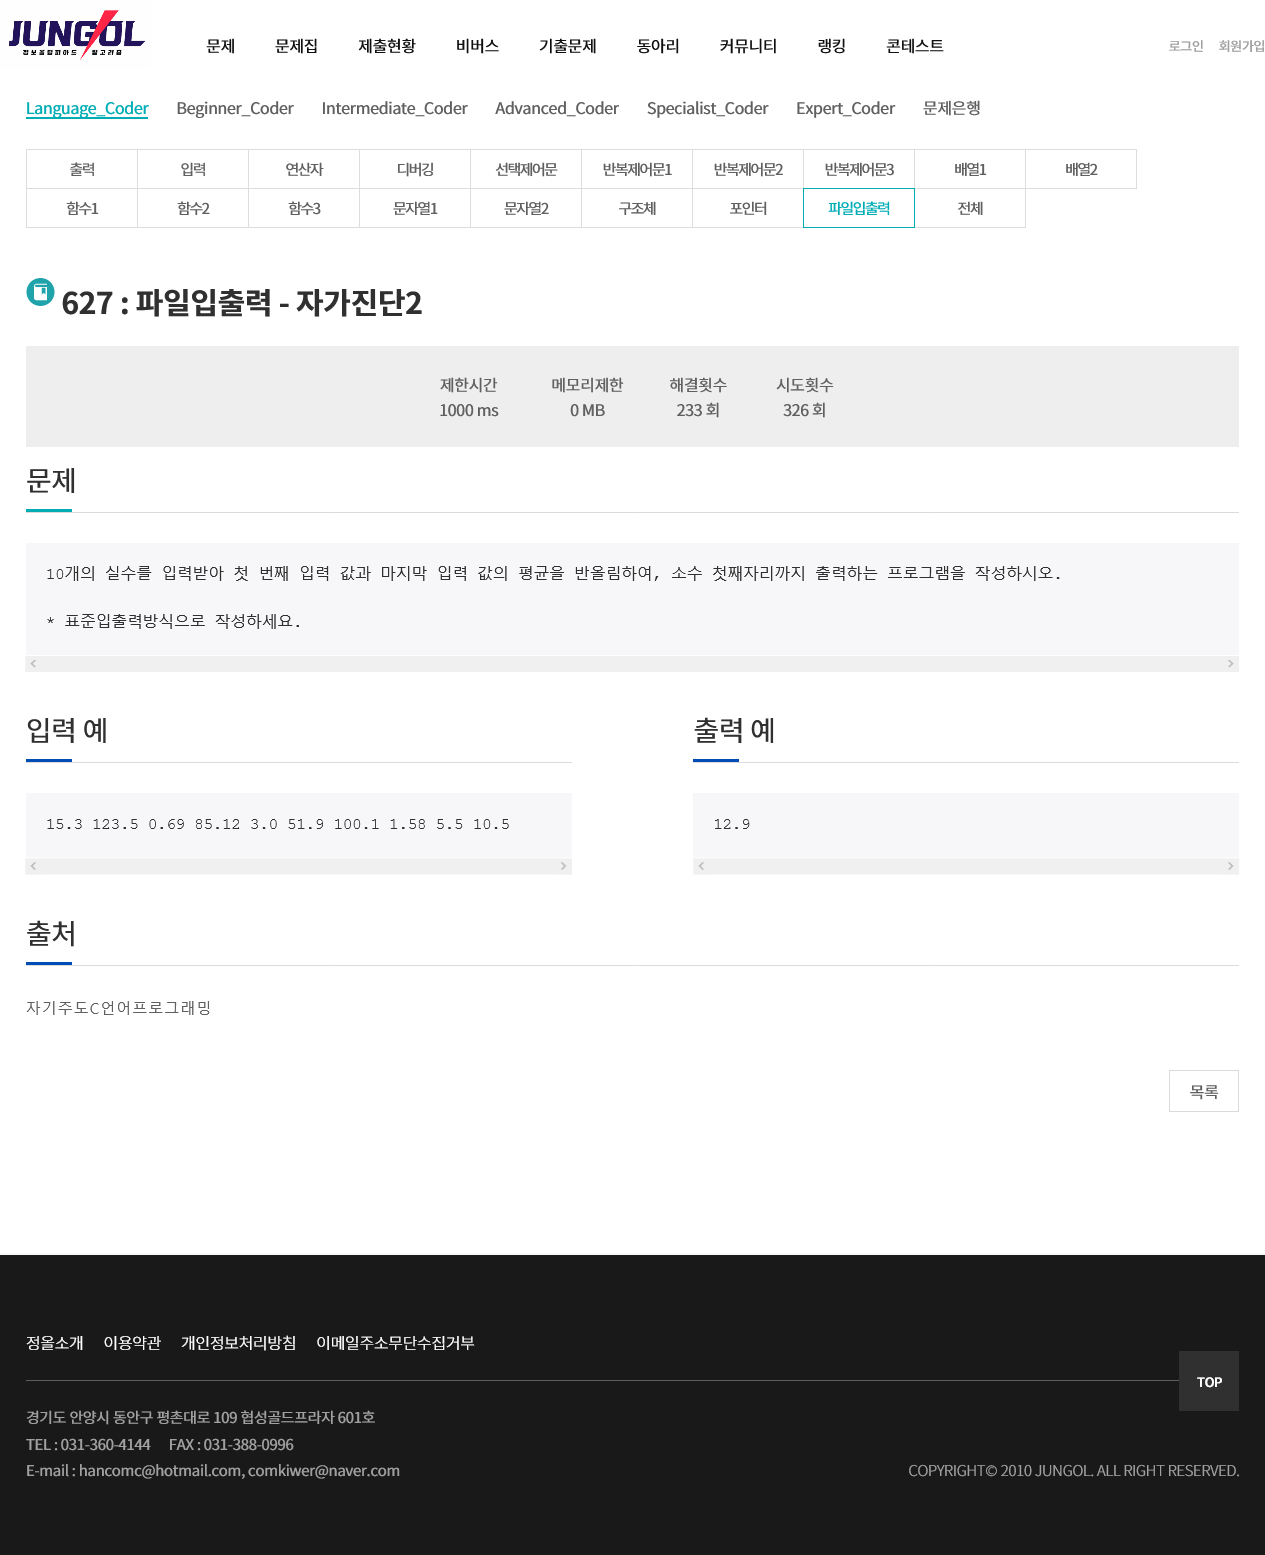 JUNGOL
정보올림피아드 알고리즘
문제 문제집 제출현황 비버스 기출문제 동아리 커뮤니티 랭킹 콘테스트 로그인 회원가입
Language_Coder Beginner_Coder Intermediate_Coder Advanced_Coder Specialist_Coder Expert_Coder 문제은행
출력 입력 연산자 디버깅 선택제어문 반복제어문1 반복제어문2 반복제어문3 배열1 배열2
함수1 함수2 함수3 문자열1 문자열2 구조체 포인터 파일입출력 전체
627 : 파일입출력 - 자가진단2
제한시간 메모리제한 해결횟수 시도횟수
1000 ms 0 MB 233 회 326 회
문제
10개의 실수를 입력받아 첫 번째 입력 값과 마지막 입력 값의 평균을 반올림하여, 소수 첫째자리까지 출력하는 프로그램을 작성하시오.
* 표준입출력방식으로 작성하세요.
입력 예 출력 예
15.3 123.5 0.69 85.12 3.0 51.9 100.1 1.58 5.5 10.5 12.9
출처
자기주도C언어프로그래밍
목록
정올소개 이용약관 개인정보처리방침 이메일주소무단수집거부
TOP
경기도 안양시 동안구 평촌대로 109 협성골드프라자 601호
TEL : 031-360-4144 FAX : 031-388-0996
E-mail : hancomc@hotmail.com, comkiwer@naver.com COPYRIGHT© 2010 JUNGOL. ALL RIGHT RESERVED.